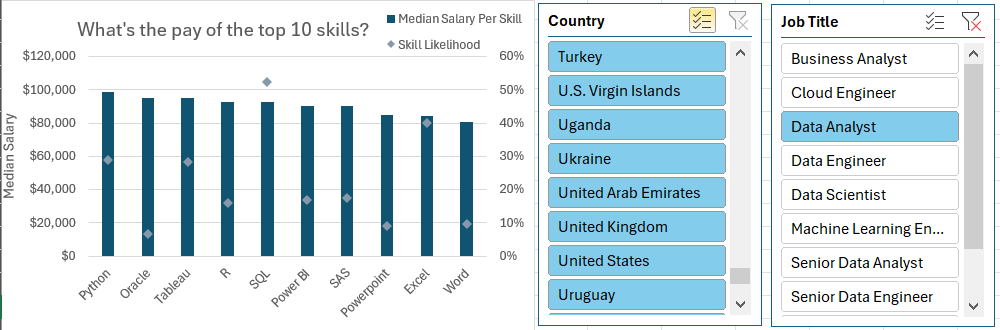 What's the pay of the top 10 skills?
Median Salary Per Skill
Skill Likelihood
Median Salary
$120,000
$100,000
$80,000
$60,000
$40,000
$20,000
$0
60%
50%
40%
30%
20%
10%
0%
Python
Oracle
Tableau
R
SQL
Power Bi
SAS
Powerpoint
Excel
Word
Country
Turkey
U.S. Virgin Islands
Uganda
Ukraine
United Arab Emirates
United Kingdom
United States
Uruguay
Job Title
Business Analyst
Cloud Engineer
Data Analyst
Data Engineer
Data Scientist
Machine Learning En...
Senior Data Analyst
Senior Data Engineer